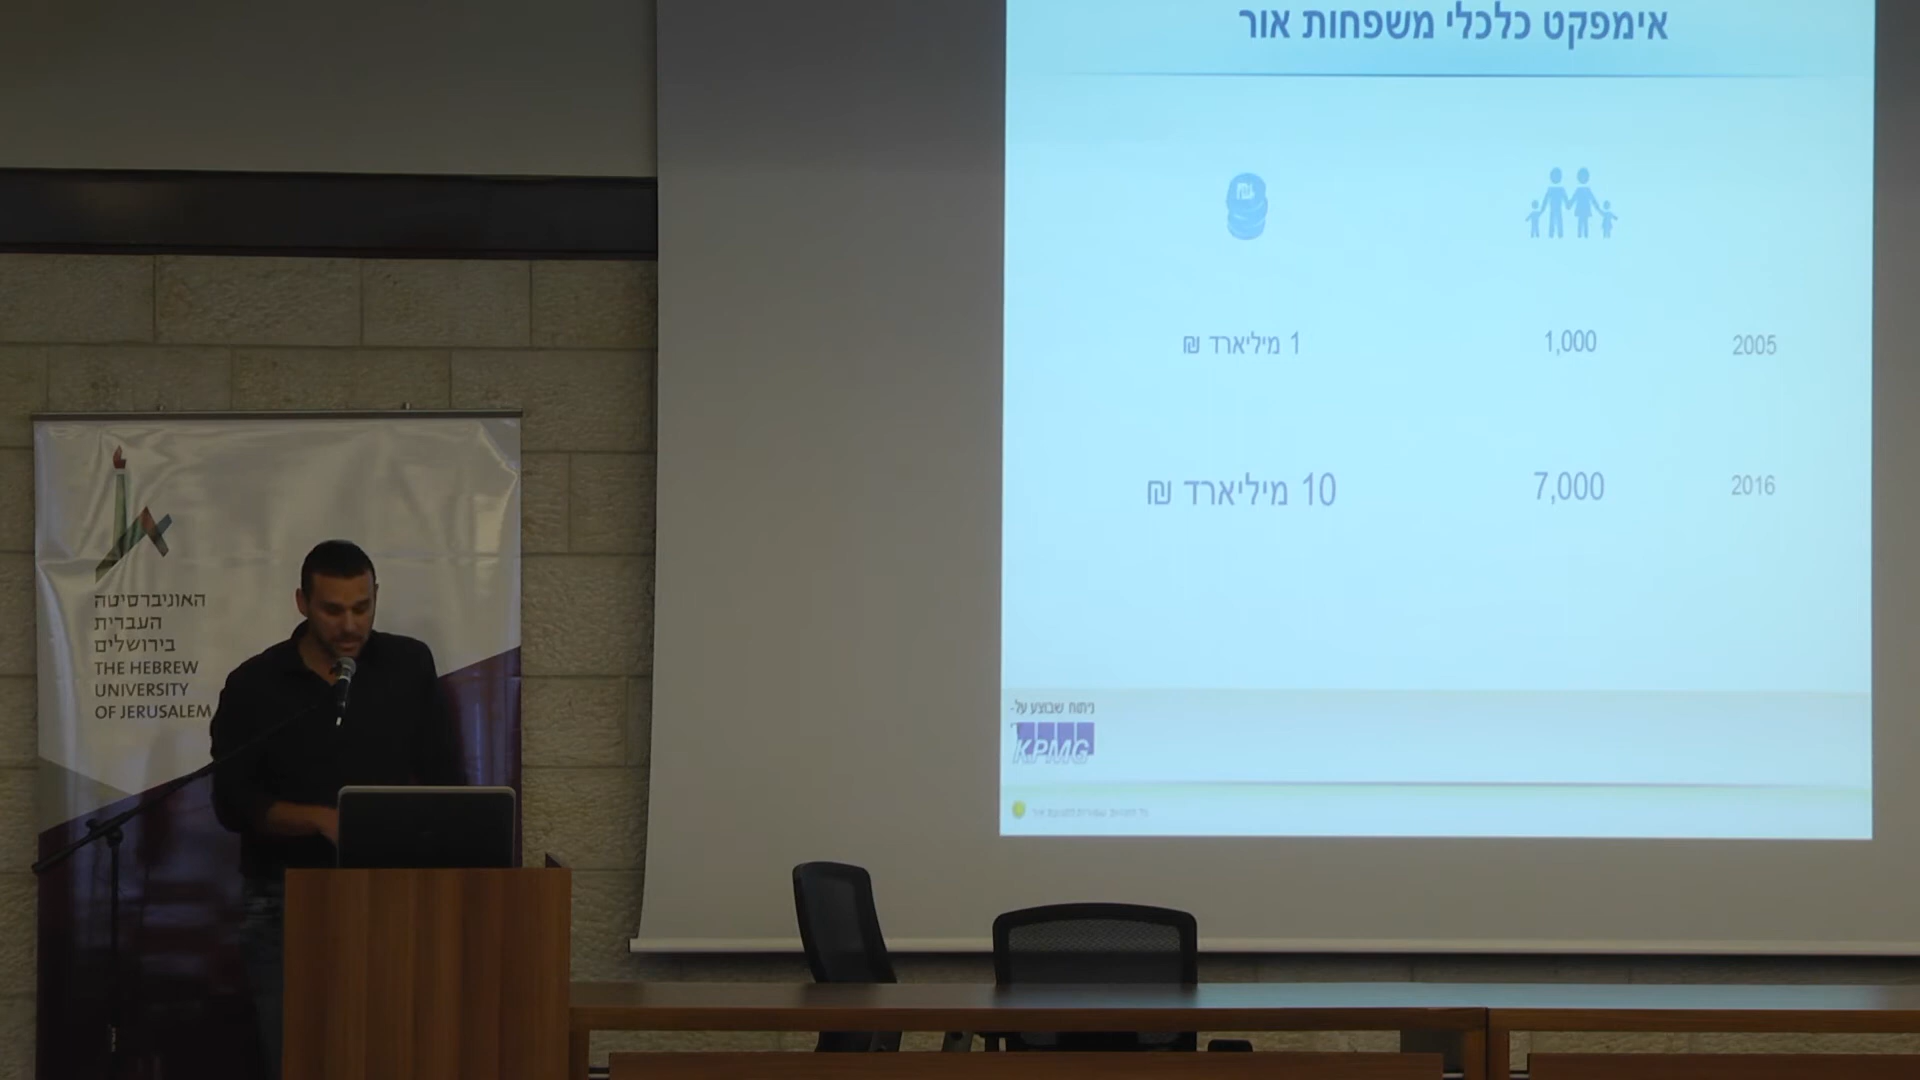 אימפקט כלכלי משפחות אור
2005 1,000 1 מיליארד ₪
2016 7,000 10 מיליארד ₪
ניתוח שבוצע על-
KPMG
האוניברסיטה
העברית
בירושלים
THE HEBREW
UNIVERSITY
OF JERUSALEM